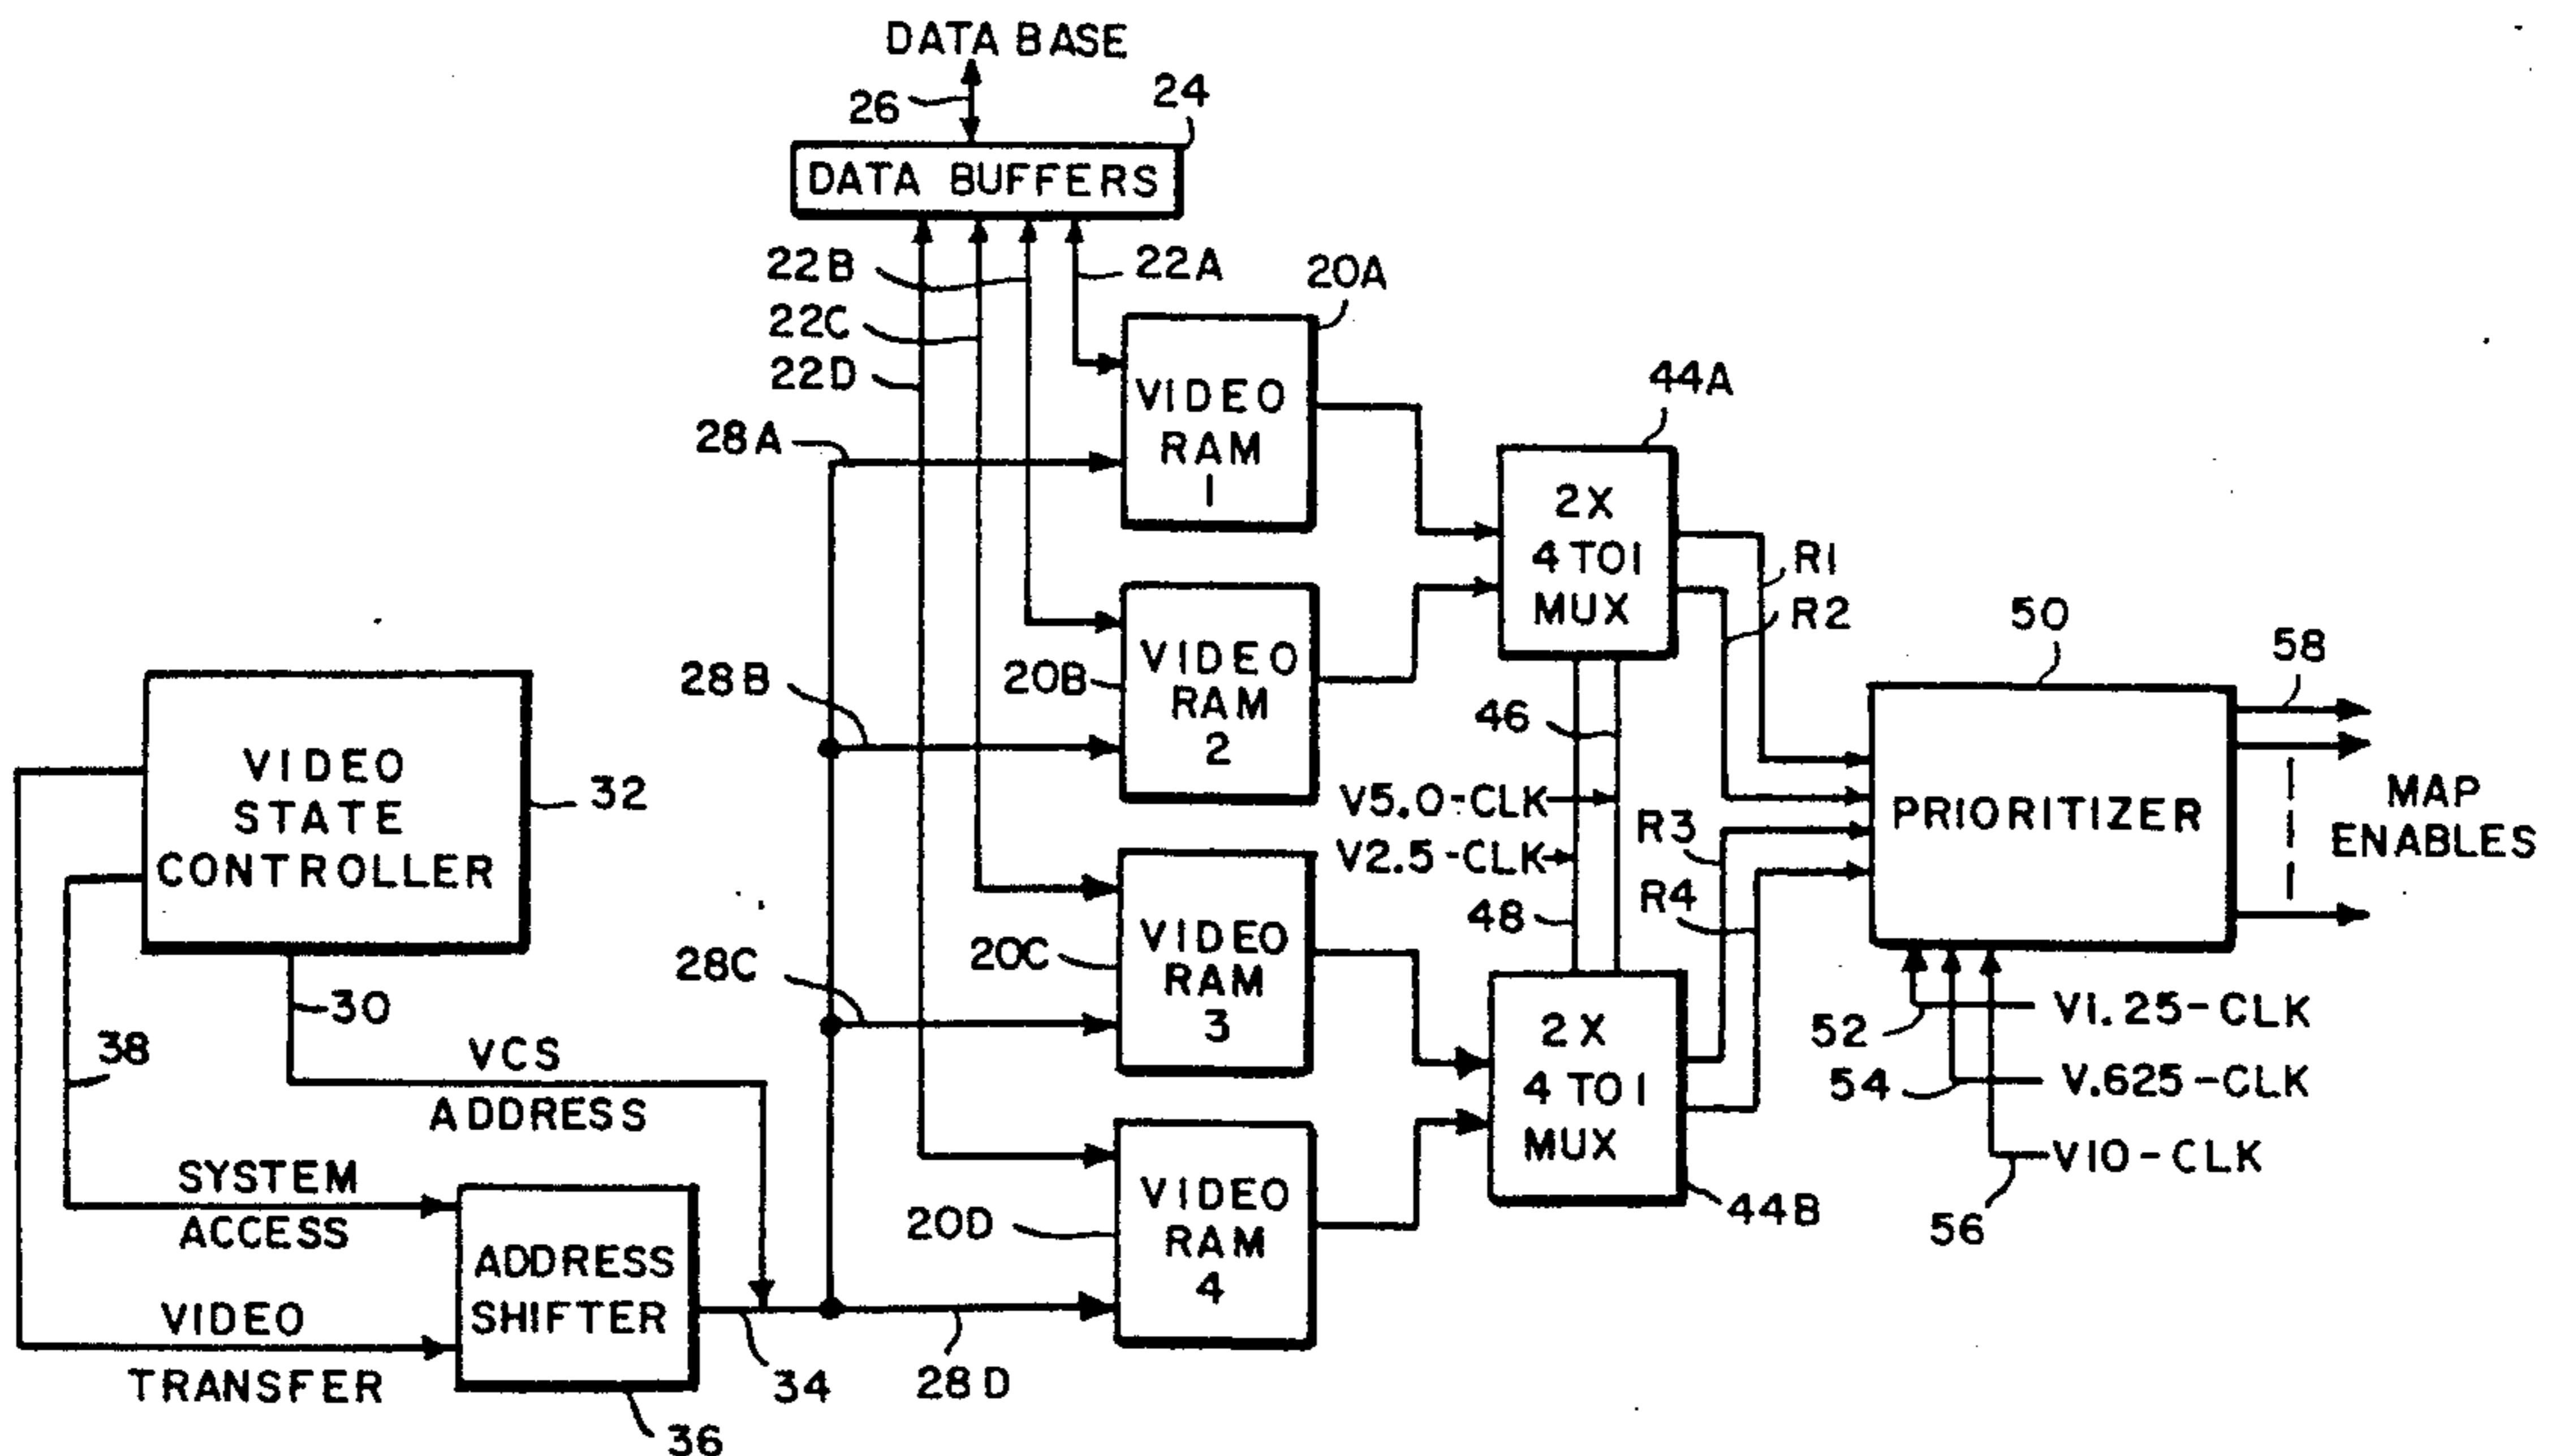 DATA BASE
26
24
DATA BUFFERS
22B
22A
22C
22D
20A
28A
VIDEO
RAM
1
44A
2X
4 TO 1
MUX
R1
R2
28B
20B
VIDEO
RAM
2
46
50
58
VIDEO
STATE
CONTROLLER
32
V5.0-CLK
V2.5-CLK
R3
R4
48
PRIORITIZER
MAP
ENABLES
28C
20C
VIDEO
RAM
3
30
38
VCS
ADDRESS
2X
4 TO 1
MUX
44B
52
V1.25-CLK
54
V.625-CLK
56
V10-CLK
SYSTEM
ACCESS
VIDEO
TRANSFER
ADDRESS
SHIFTER
36
34
28D
20D
VIDEO
RAM
4